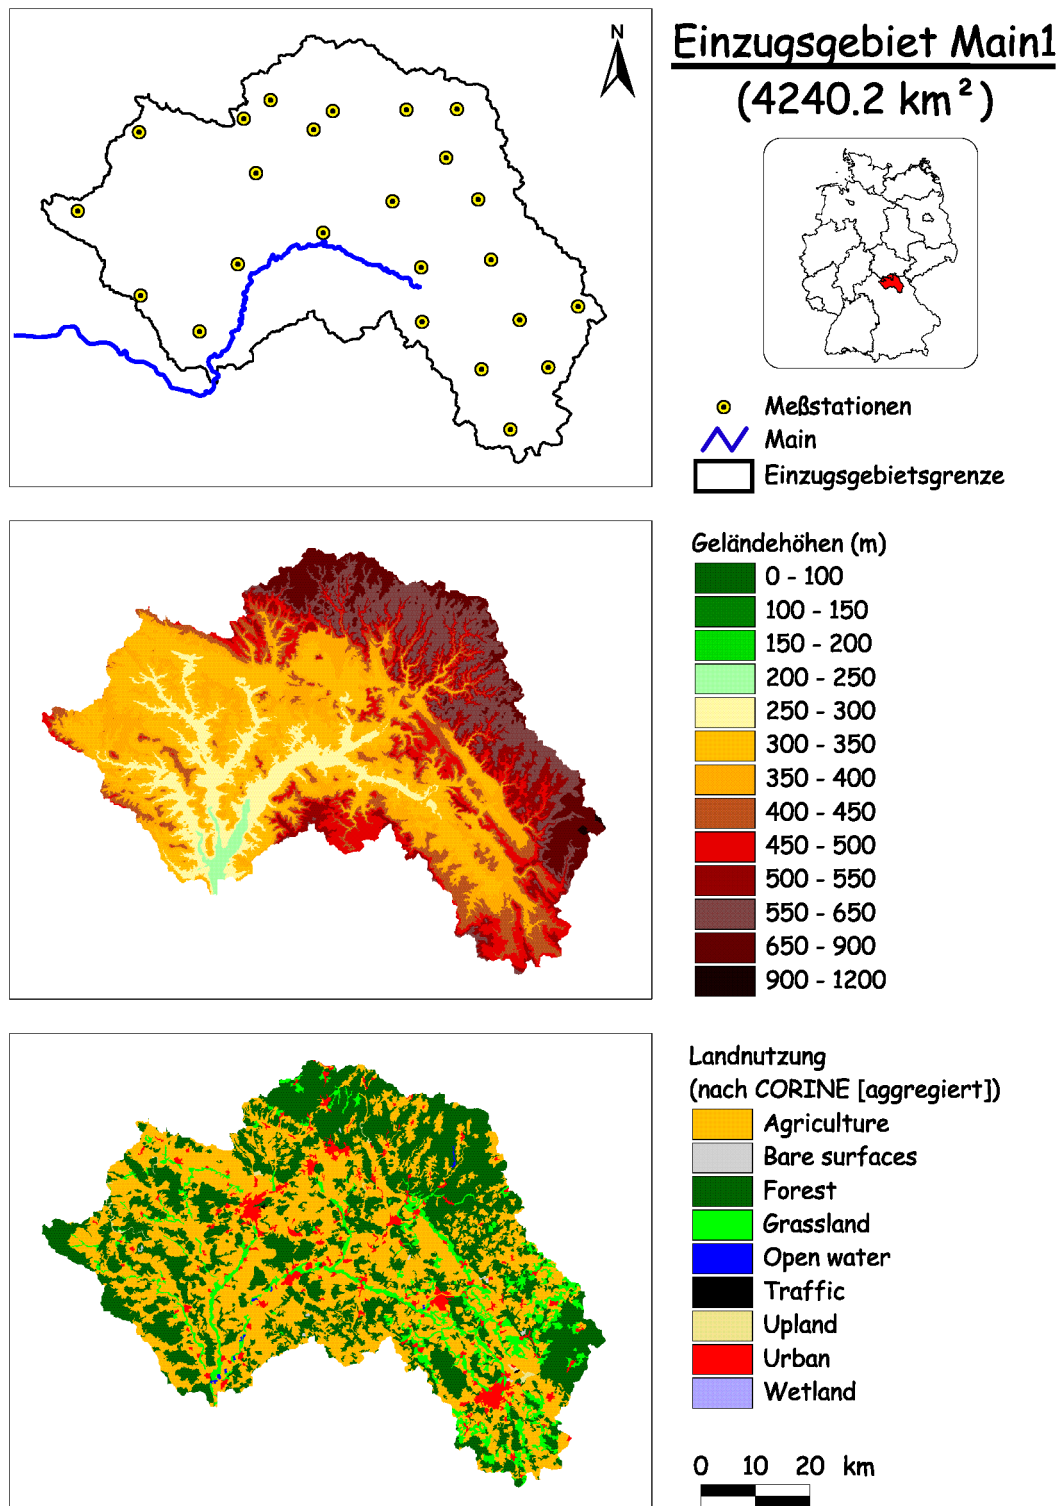 N
Einzugsgebiet Main1
(4240.2 km²)
Meßstationen
Main
Einzugsgebietsgrenze
Geländehöhen (m)
0 - 100
100 - 150
150 - 200
200 - 250
250 - 300
300 - 350
350 - 400
400 - 450
450 - 500
500 - 550
550 - 650
650 - 900
900 - 1200
Landnutzung
(nach CORINE [aggregiert])
Agriculture
Bare surfaces
Forest
Grassland
Open water
Traffic
Upland
Urban
Wetland
0 10 20 km